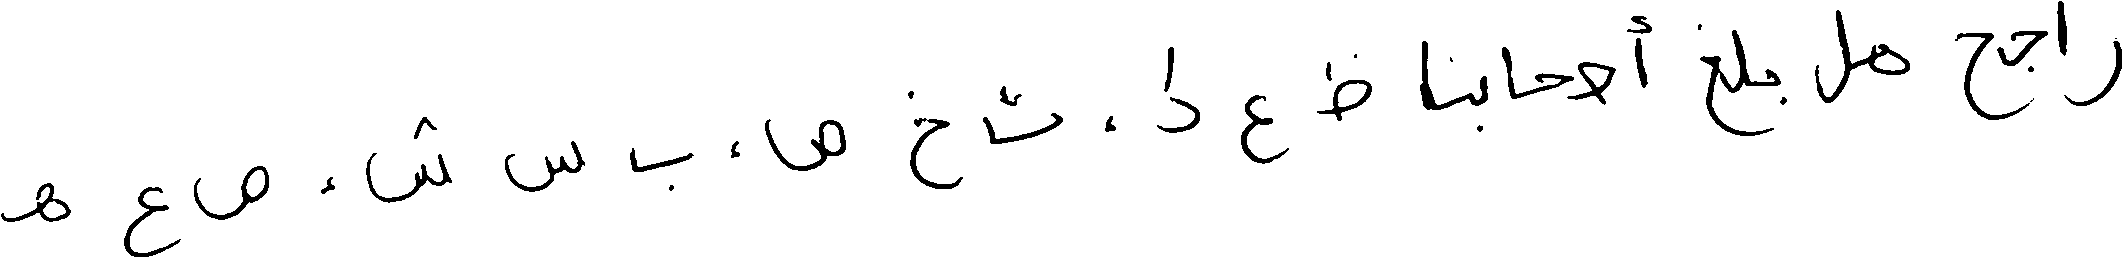 راجح هل بلغ أصحابنا ظ ع ذ ، ث خ ص ، ب س ش ، ص ع ه